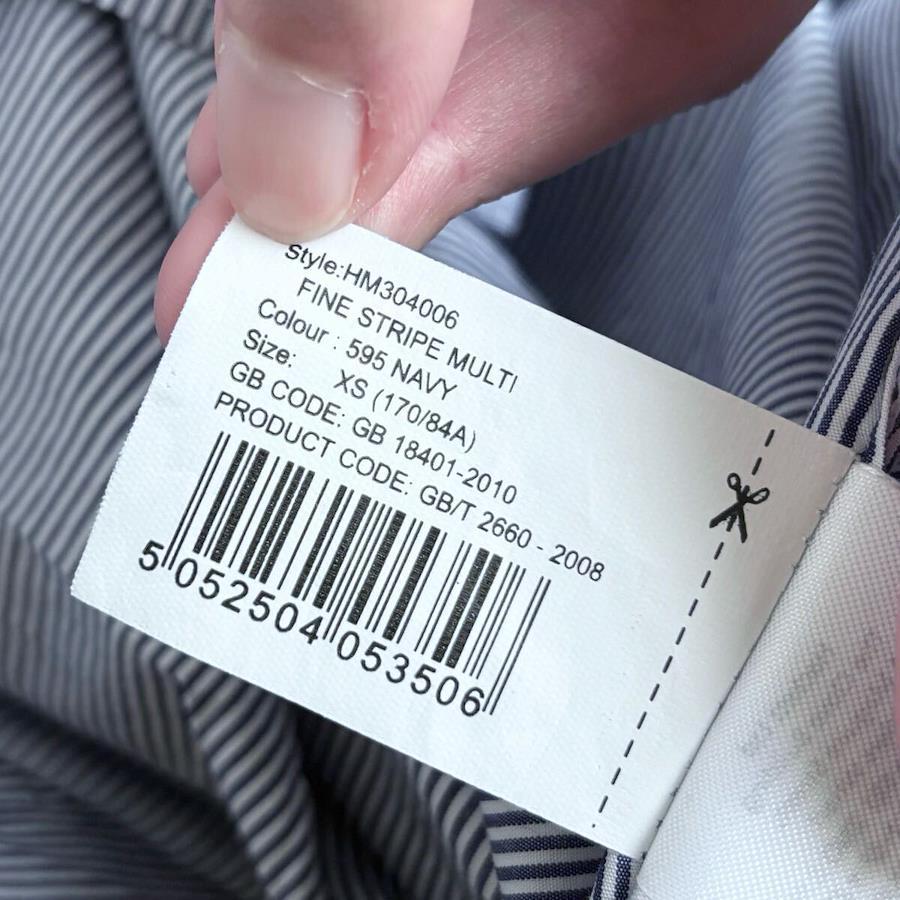 Style:HM304006
FINE STRIPE MULTI
Colour : 595 NAVY
Size: XS (170/84A)
GB CODE: GB 18401-2010
PRODUCT CODE: GB/T 2660 - 2008
5 052504 053506